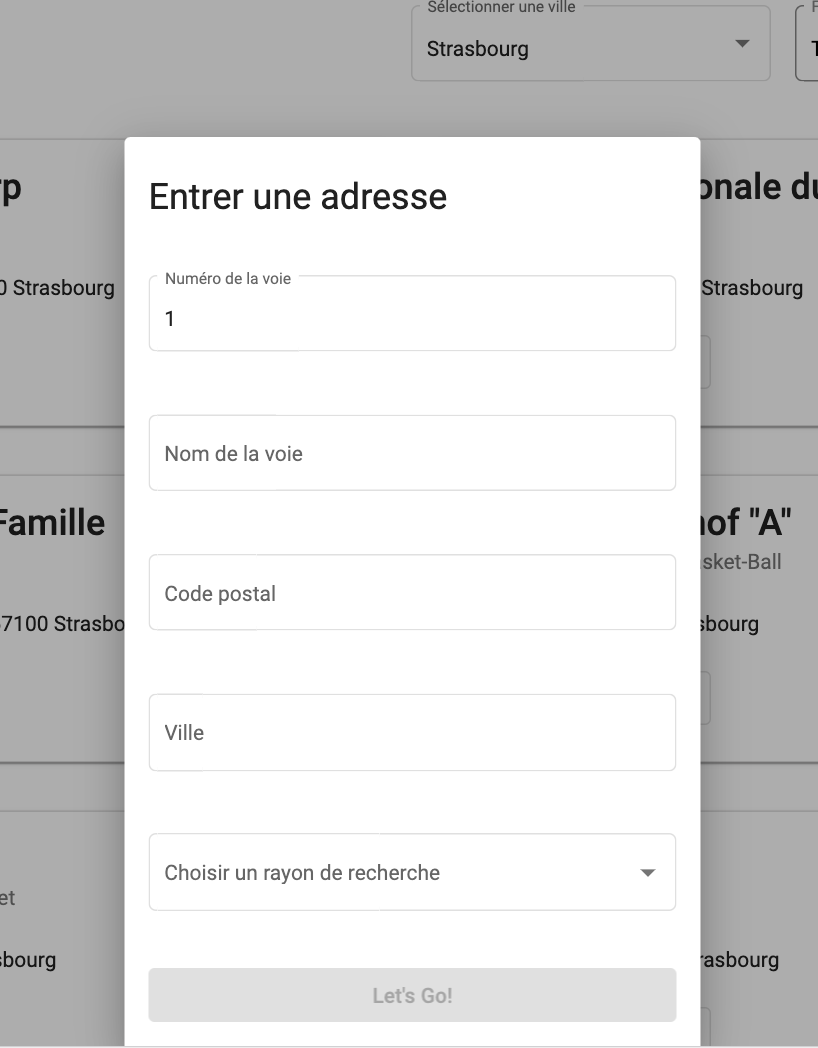 Sélectionner une ville
Strasbourg
Entrer une adresse
onale du
0 Strasbourg
Strasbourg
Numéro de la voie
1
Nom de la voie
Famille
hof "A"
sket-Ball
Code postal
67100 Strasbo
sbourg
Ville
Choisir un rayon de recherche
et
sbourg
rasbourg
Let's Go!